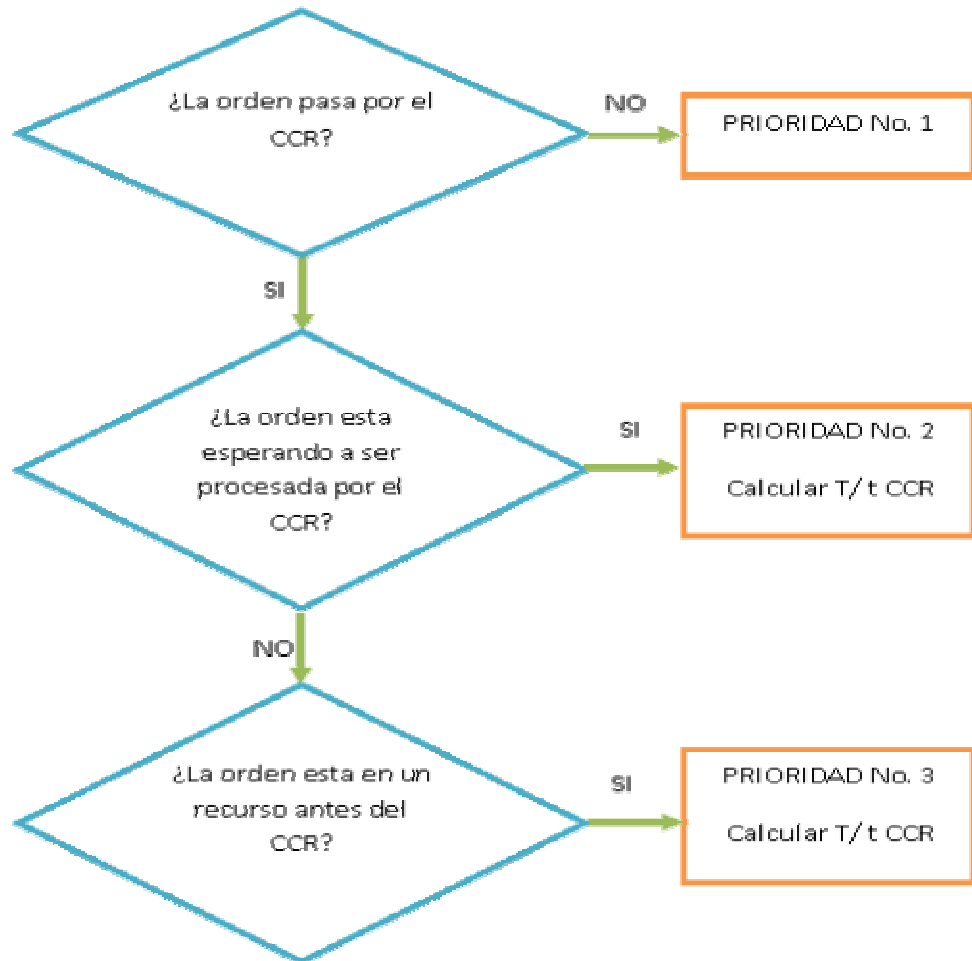 ¿La orden pasa por el
CCR?
NO
PRIORIDAD No. 1
SI
¿La orden esta
esperando a ser
procesada por el
CCR?
SI
PRIORIDAD No. 2
Calcular T/t CCR
NO
¿La orden esta en un
recurso antes del
CCR?
SI
PRIORIDAD No. 3
Calcular T/t CCR